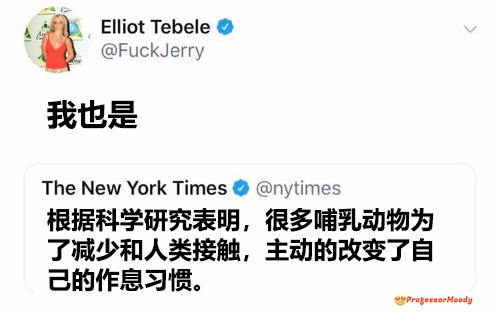 Elliot Tebele
@FuckJerry
我也是
The New York Times @nytimes
根据科学研究表明，很多哺乳动物为
了减少和人类接触，主动的改变了自
己的作息习惯。
ProfessorMoody